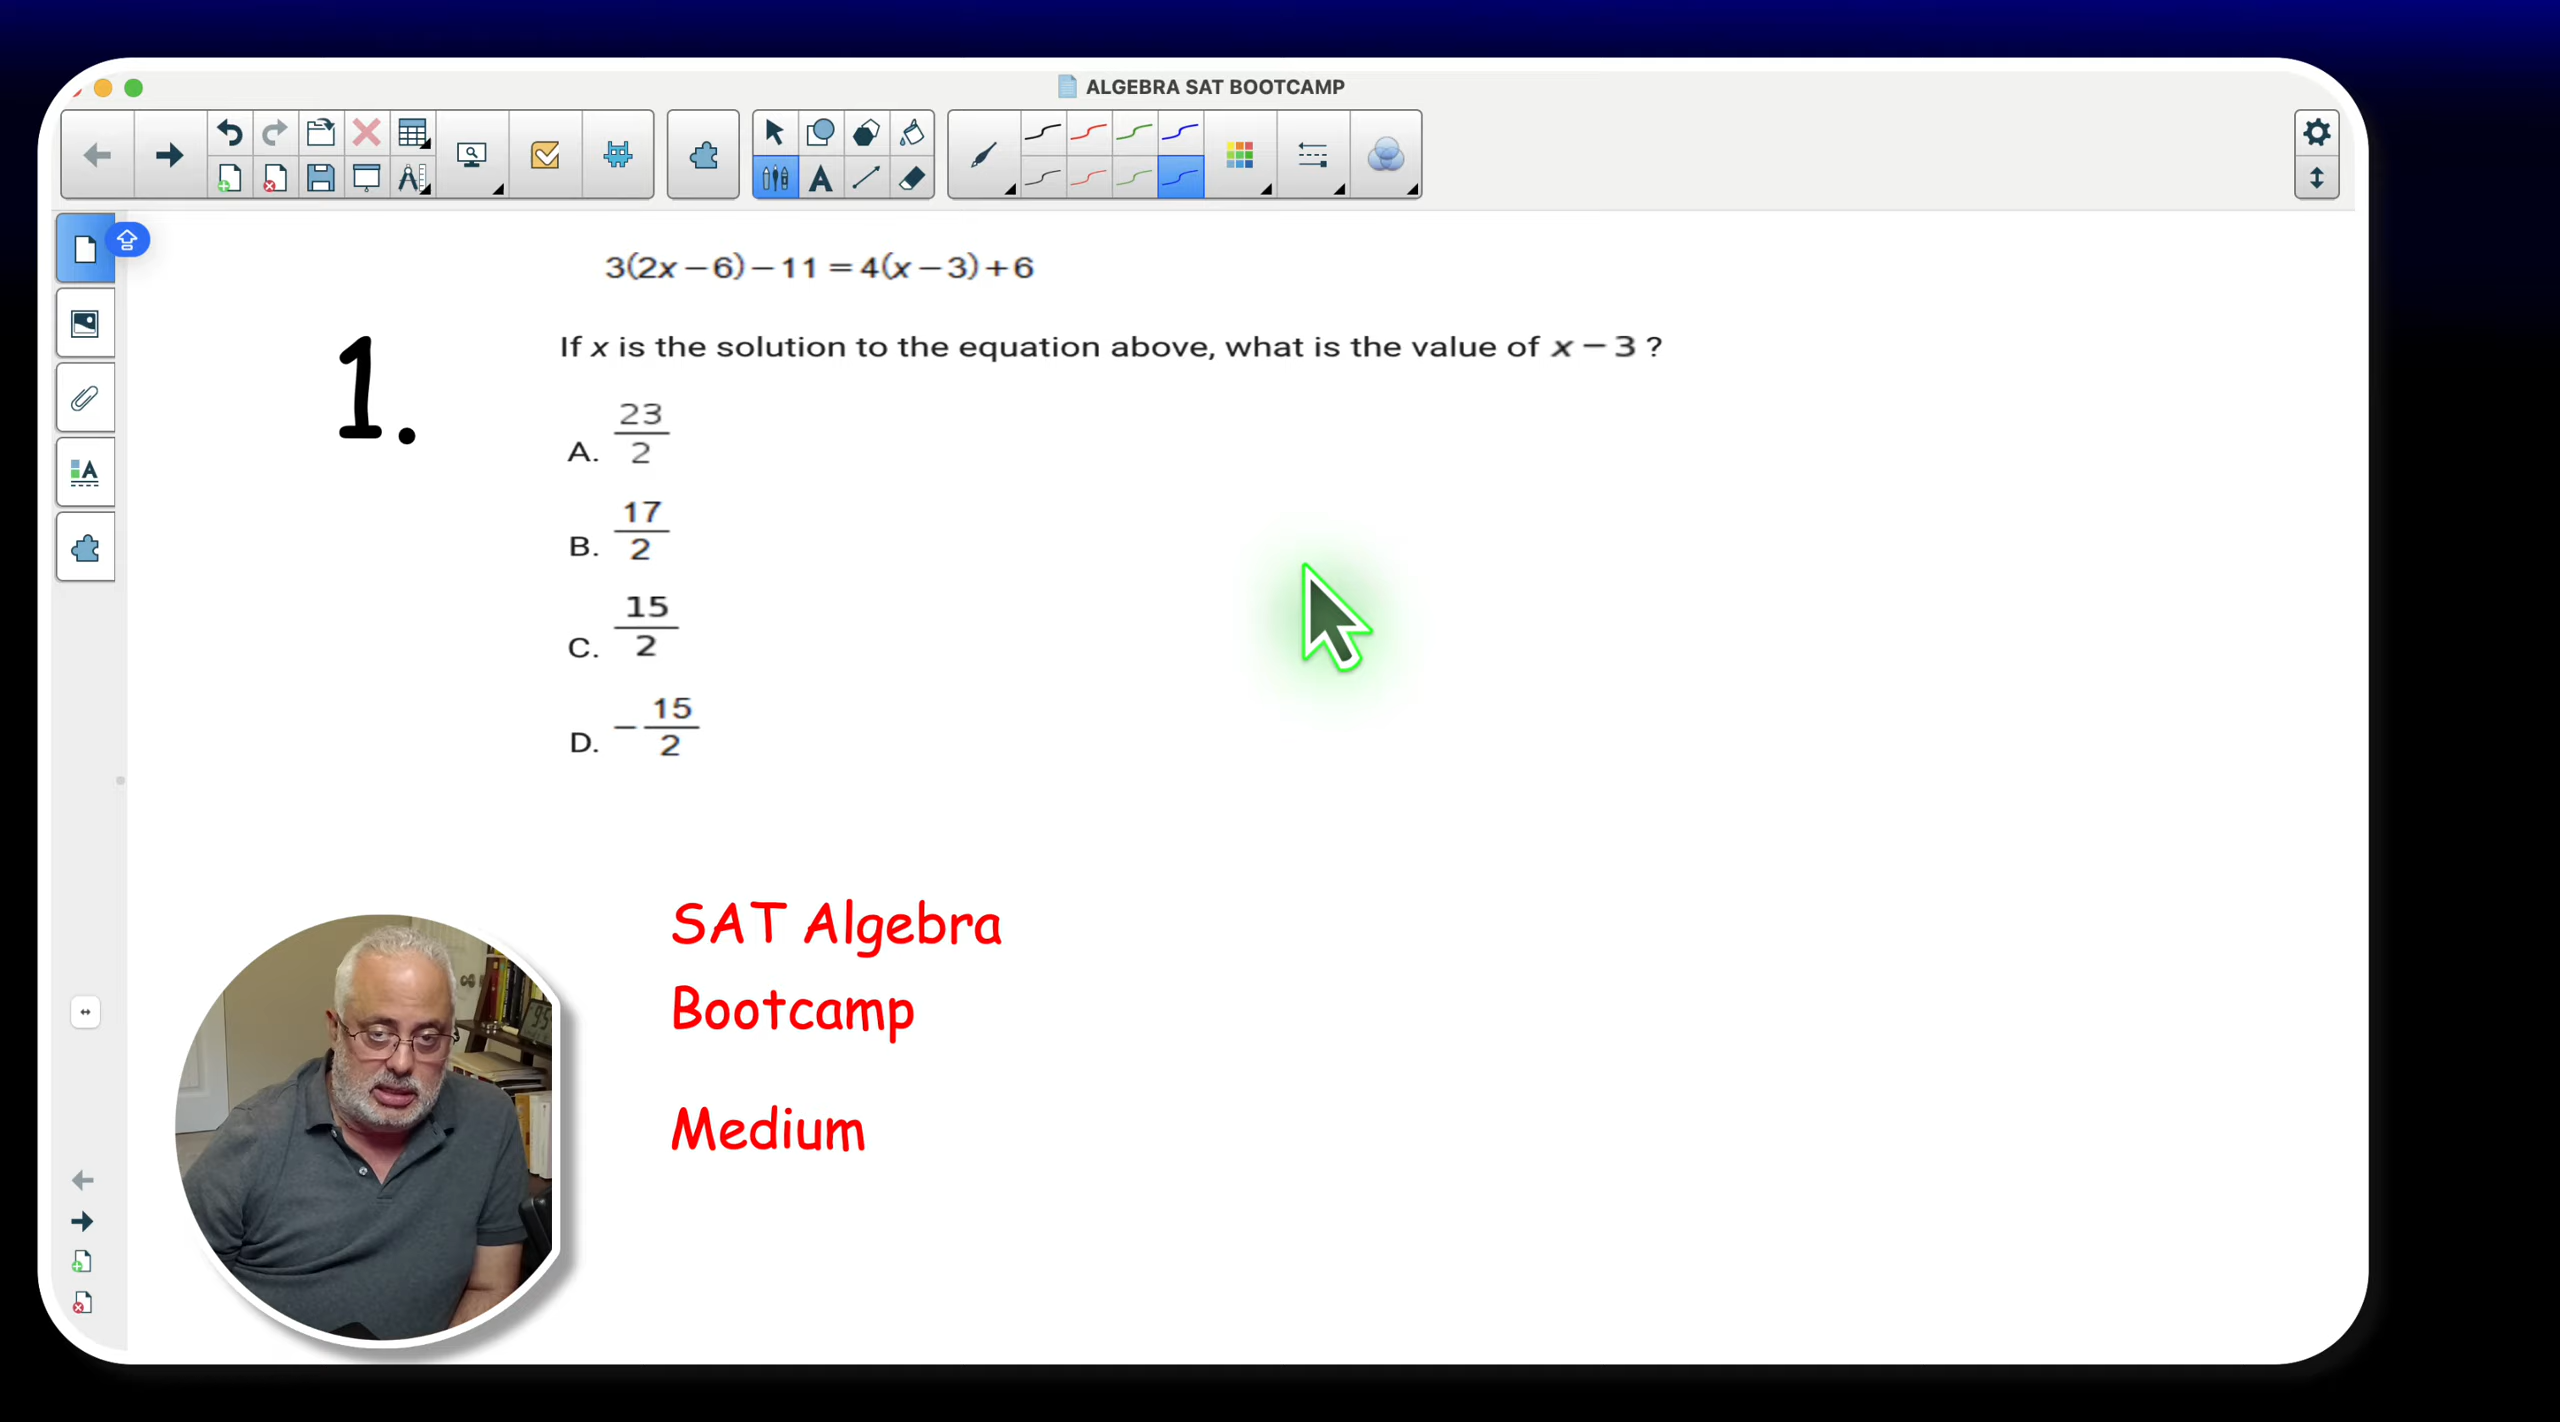 ALGEBRA SAT BOOTCAMP
3(2x−6)−11=4(x−3)+6
1.
If x is the solution to the equation above, what is the value of x−3?
A. 23/2
B. 17/2
C. 15/2
D. −15/2
SAT Algebra
Bootcamp
Medium